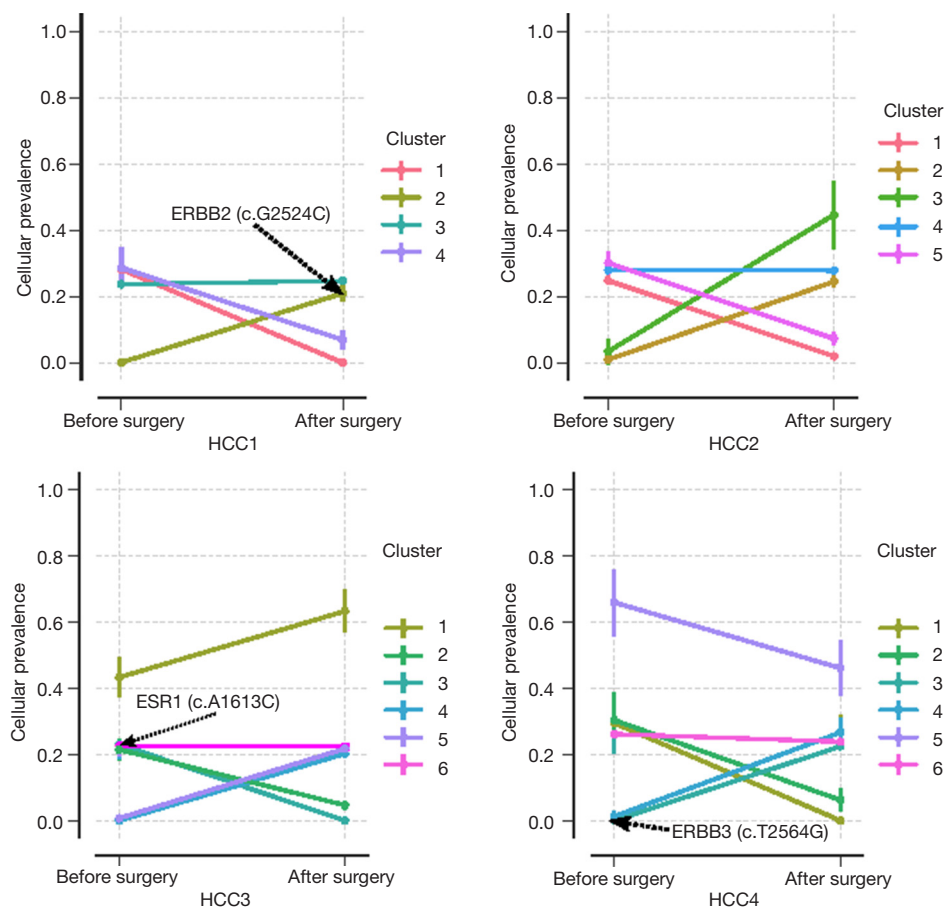 1.0
0.8
0.6
0.4
0.2
0.0
Cellular prevalence
ERBB2 (c.G2524C)
Cluster
1
2
3
4
Before surgery
After surgery
HCC1
1.0
0.8
0.6
0.4
0.2
0.0
Cellular prevalence
Cluster
1
2
3
4
5
Before surgery
After surgery
HCC2
1.0
0.8
0.6
0.4
0.2
0.0
Cellular prevalence
ESR1 (c.A1613C)
Cluster
1
2
3
4
5
6
Before surgery
After surgery
HCC3
1.0
0.8
0.6
0.4
0.2
0.0
Cellular prevalence
ERBB3 (c.T2564G)
Cluster
1
2
3
4
5
6
Before surgery
After surgery
HCC4